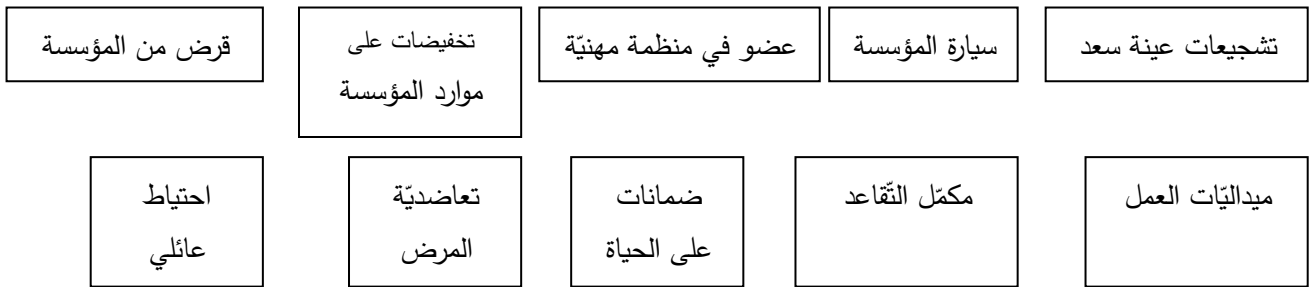 تشجيعات عينة سعد
سيارة المؤسسة
عضو في منظمة مهنيّة
تخفيضات على
موارد المؤسسة
قرض من المؤسسة
ميداليّات العمل
مكمّل التّقاعد
ضمانات
على الحياة
تعاضديّة
المرض
احتياط
عائلي